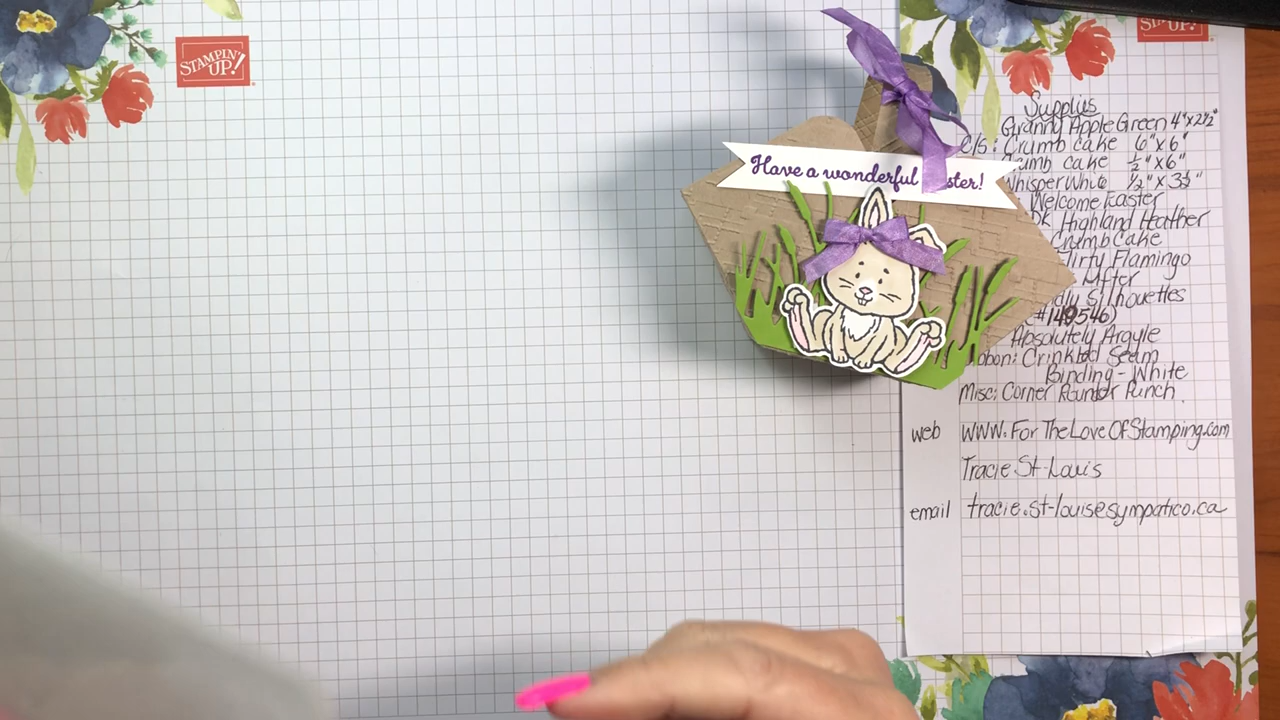 STAMPIN' UP!
STAMPIN' UP!
Have a wonderful ster!
Supplies
Granny Apple Green 4"x2½"
C/S: Crumb cake 6"x6"
Crumb cake ½"x6"
Whisper White ½"x3½"
Welcome Easter
Highland Heather
Crumb Cake
Flirty Flamingo
After
Silhouettes
(#149546)
Absolutely Argyle
Crinkled Seam
Binding - White
Misc: Corner Rounder Punch
web WWW.ForTheLoveOfStamping.com
Tracie St-Louis
email tracie.st-louis@sympatico.ca